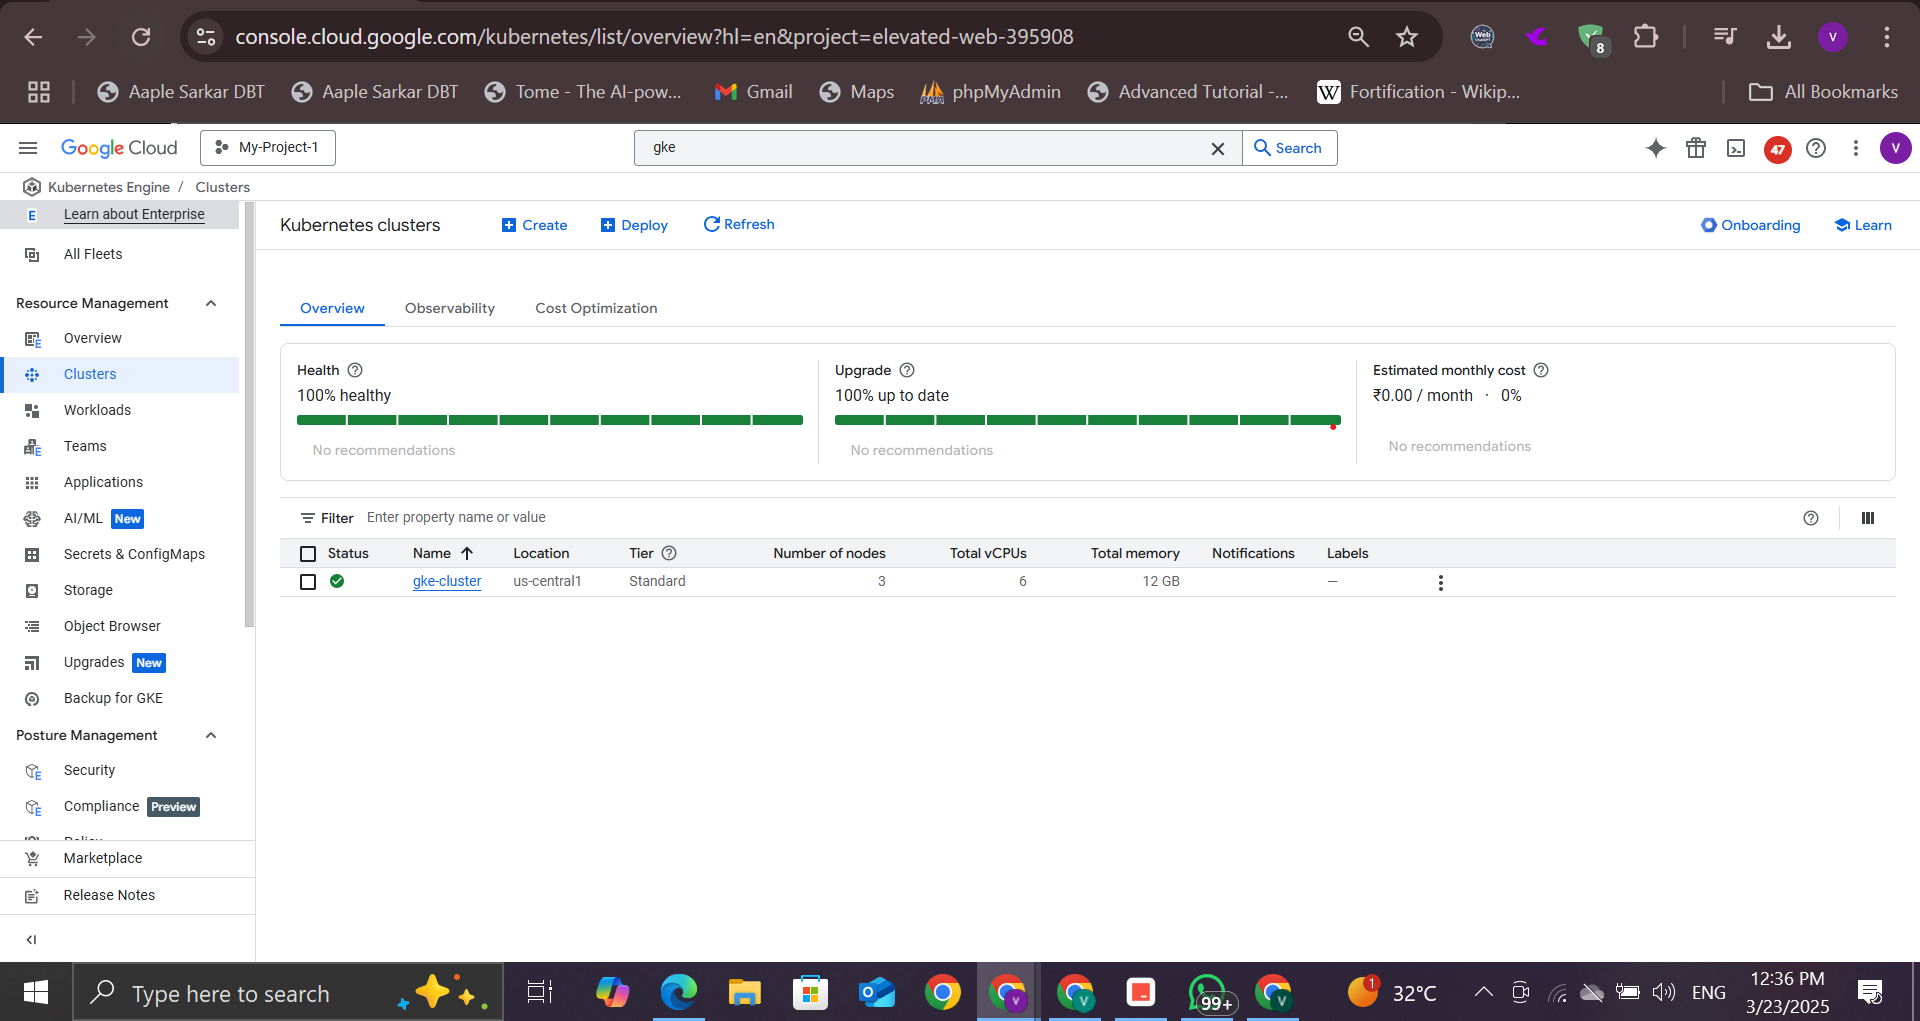 console.cloud.google.com/kubernetes/list/overview?hl=en&project=elevated-web-395908
Web
8
V
Aaple Sarkar DBT
Aaple Sarkar DBT
Tome - The AI-pow...
Gmail
Maps
phpMyAdmin
Advanced Tutorial -...
W Fortification - Wikip...
All Bookmarks
Google Cloud
My-Project-1
gke
Search
47
V
Kubernetes Engine / Clusters
E Learn about Enterprise
All Fleets
Resource Management
Overview
Clusters
Workloads
Teams
Applications
AI/ML New
Secrets & ConfigMaps
Storage
Object Browser
Upgrades New
Backup for GKE
Posture Management
Security
Compliance Preview
Policy
Marketplace
Release Notes
Kubernetes clusters
Create
Deploy
Refresh
Onboarding
Learn
Overview
Observability
Cost Optimization
Health
100% healthy
No recommendations
Upgrade
100% up to date
No recommendations
Estimated monthly cost
₹0.00 / month · 0%
No recommendations
Filter Enter property name or value
Status Name Location Tier Number of nodes Total vCPUs Total memory Notifications Labels
gke-cluster us-central1 Standard 3 6 12 GB –
Type here to search
V
V
99+
V
1
32°C
ENG
12:36 PM
3/23/2025